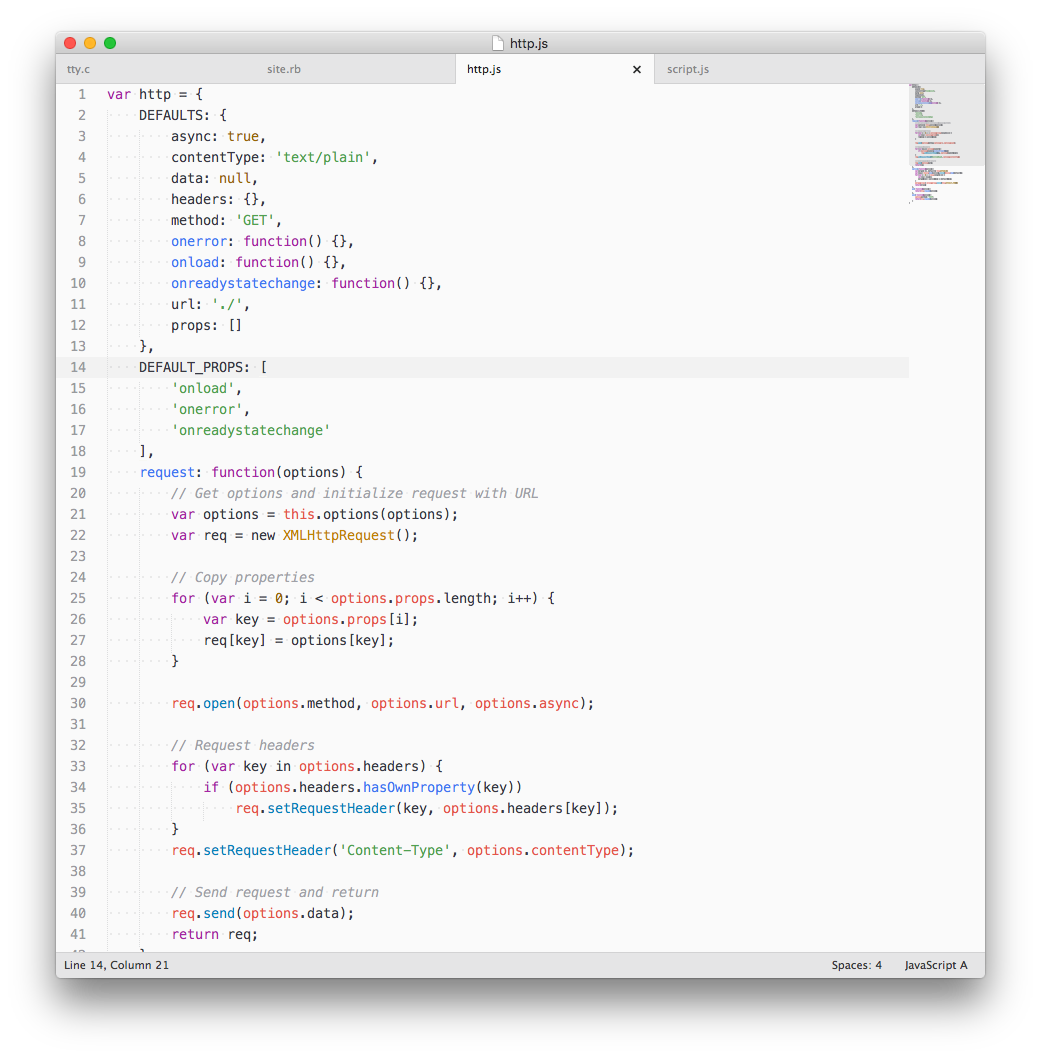 http.js
tty.c site.rb http.js × script.js
1 var http = {
2     DEFAULTS: {
3         async: true,
4         contentType: 'text/plain',
5         data: null,
6         headers: {},
7         method: 'GET',
8         onerror: function() {},
9         onload: function() {},
10         onreadystatechange: function() {},
11         url: './',
12         props: []
13     },
14     DEFAULT_PROPS: [
15         'onload',
16         'onerror',
17         'onreadystatechange'
18     ],
19     request: function(options) {
20         // Get options and initialize request with URL
21         var options = this.options(options);
22         var req = new XMLHttpRequest();
23
24         // Copy properties
25         for (var i = 0; i < options.props.length; i++) {
26             var key = options.props[i];
27             req[key] = options[key];
28         }
29
30         req.open(options.method, options.url, options.async);
31
32         // Request headers
33         for (var key in options.headers) {
34             if (options.headers.hasOwnProperty(key))
35                 req.setRequestHeader(key, options.headers[key]);
36         }
37         req.setRequestHeader('Content-Type', options.contentType);
38
39         // Send request and return
40         req.send(options.data);
41         return req;
Line 14, Column 21 Spaces: 4 JavaScript A